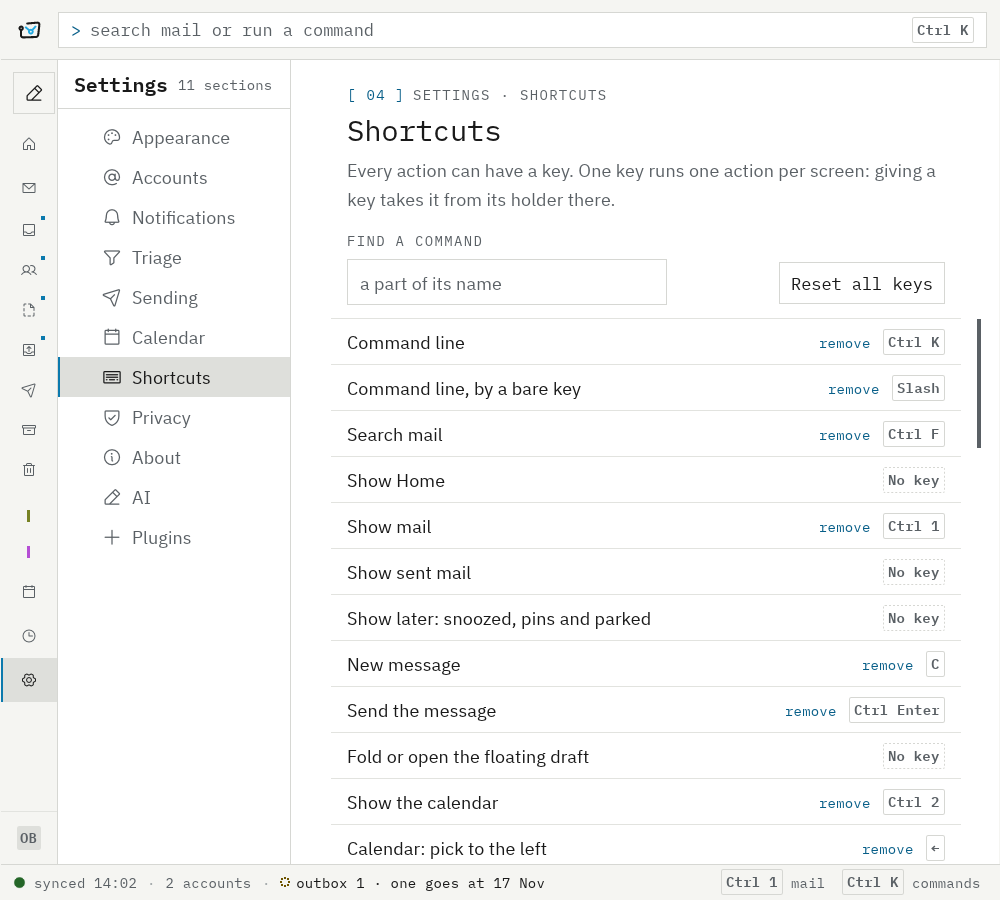 > search mail or run a command
Ctrl K
Settings 11 sections
Appearance
Accounts
Notifications
Triage
Sending
Calendar
Shortcuts
Privacy
About
AI
Plugins
OB
[ 04 ] SETTINGS · SHORTCUTS
Shortcuts
Every action can have a key. One key runs one action per screen: giving a
key takes it from its holder there.
FIND A COMMAND
a part of its name
Reset all keys
Command line remove Ctrl K
Command line, by a bare key remove Slash
Search mail remove Ctrl F
Show Home No key
Show mail remove Ctrl 1
Show sent mail No key
Show later: snoozed, pins and parked No key
New message remove C
Send the message remove Ctrl Enter
Fold or open the floating draft No key
Show the calendar remove Ctrl 2
Calendar: pick to the left remove ←
synced 14:02 · 2 accounts · outbox 1 · one goes at 17 Nov
Ctrl 1 mail Ctrl K commands